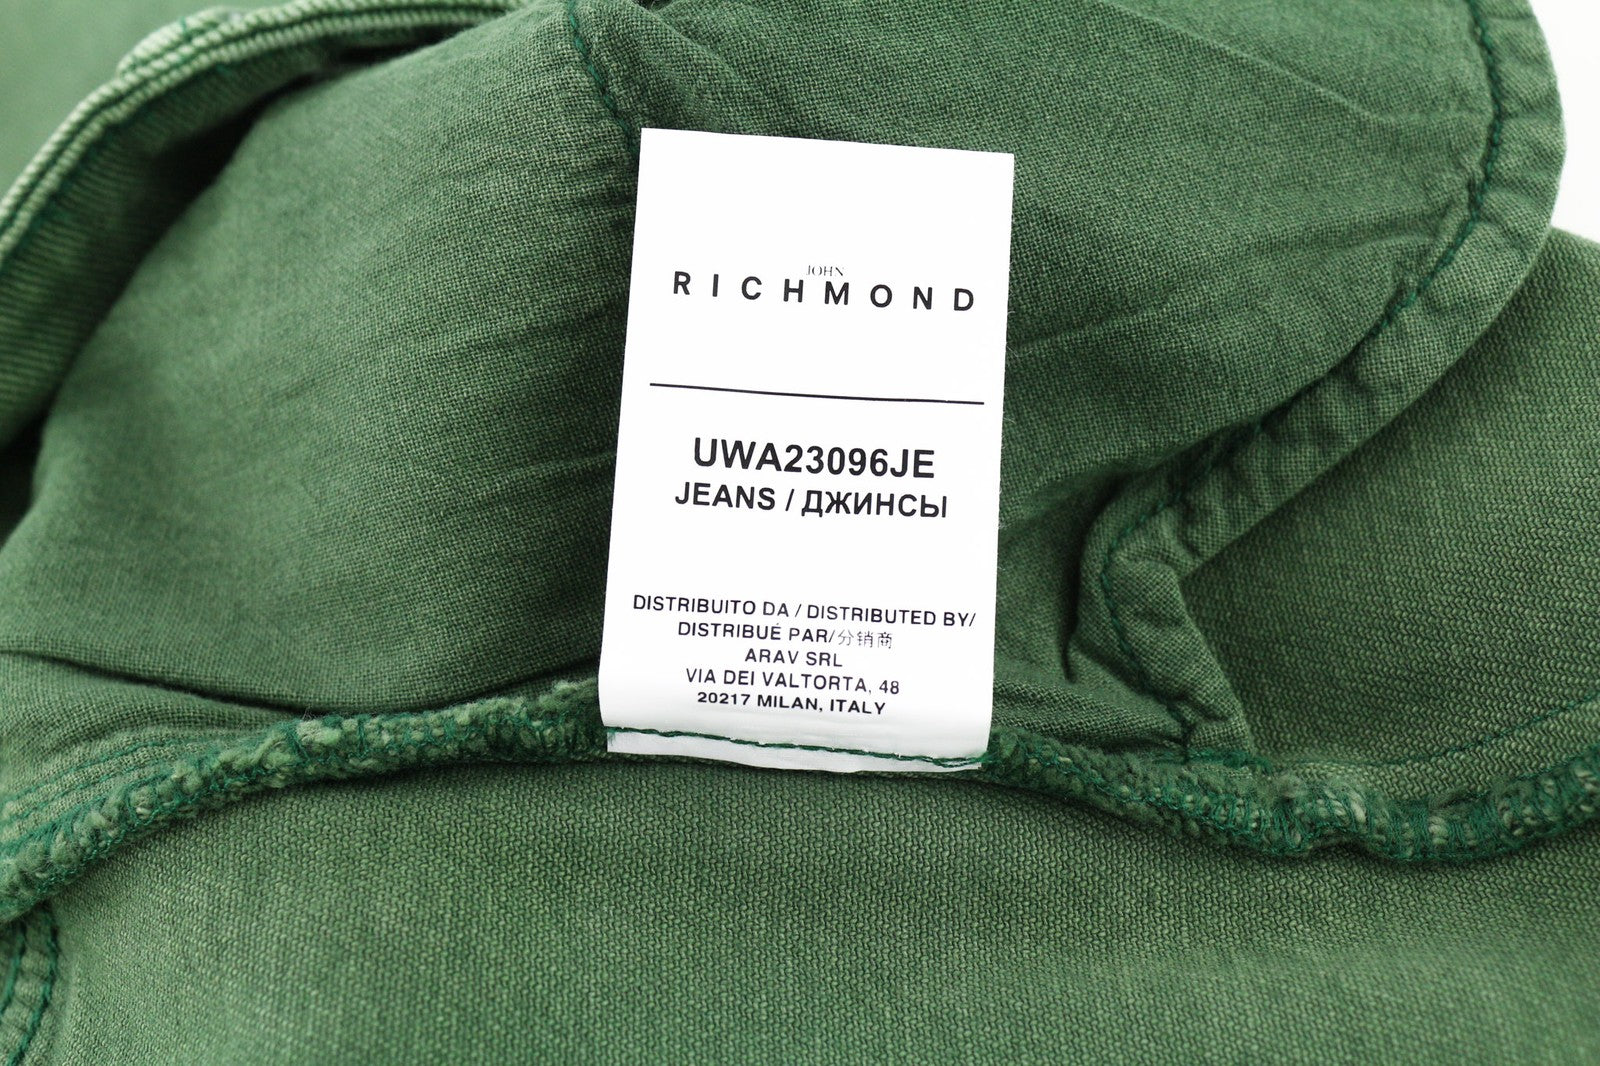 JOHN
RICHMOND
UWA23096JE
JEANS / ДЖИНСЫ
DISTRIBUITO DA / DISTRIBUTED BY/
DISTRIBUÉ PAR/分销商
ARAV SRL
VIA DEI VALTORTA, 48
20217 MILAN, ITALY